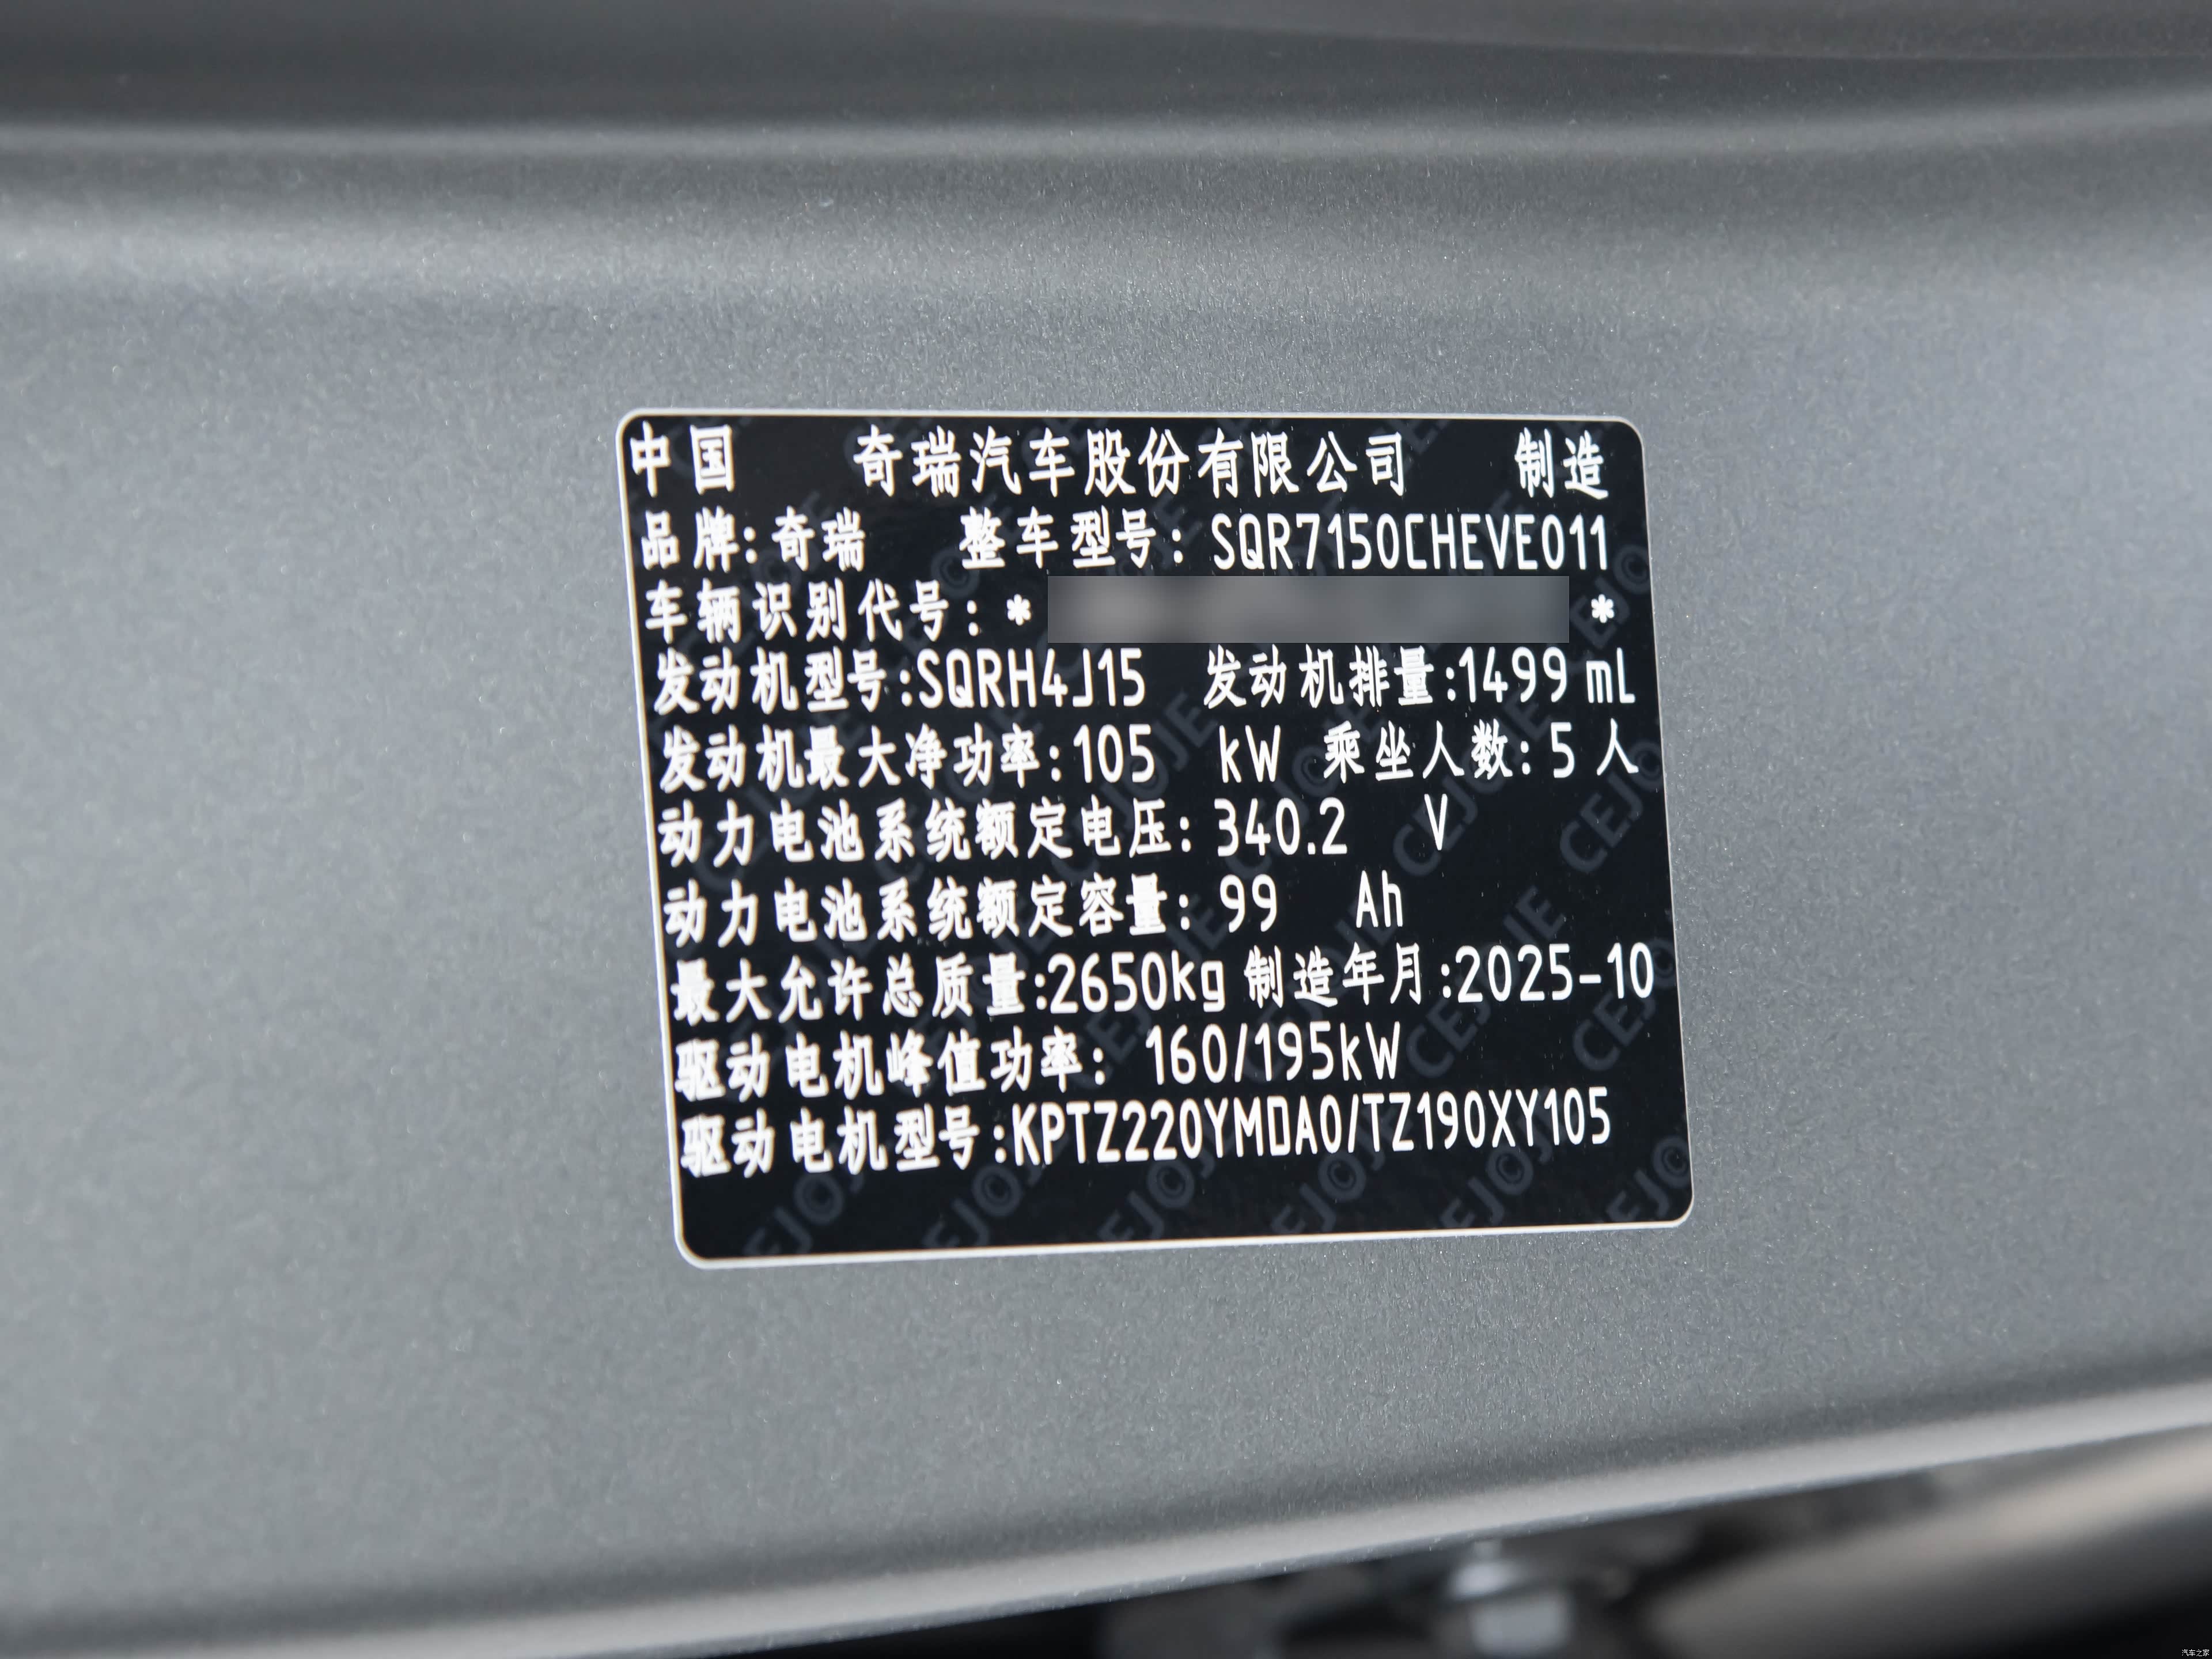 中国 奇瑞汽车股份有限公司 制造
品牌:奇瑞 整车型号: SQR7150CHEVE011
车辆识别代号: * *
发动机型号:SQRH4J15 发动机排量:1499 mL
发动机最大净功率:105 kW 乘坐人数: 5 人
动力电池系统额定电压: 340.2 V
动力电池系统额定容量: 99 Ah
最大允许总质量:2650kg 制造年月:2025-10
驱动电机峰值功率: 160/195kW
驱动电机型号:KPTZ220YMDA0/TZ190XY105
汽车之家